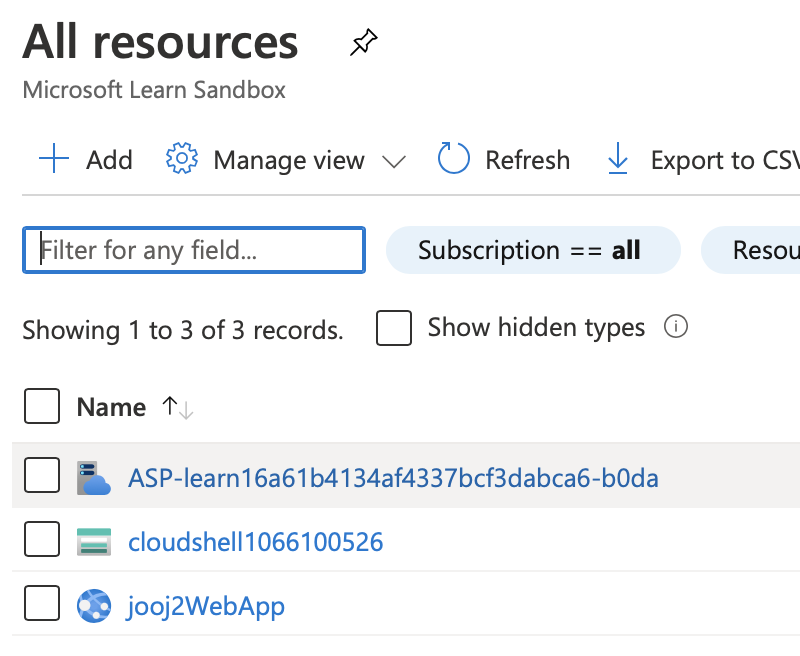 All resources
Microsoft Learn Sandbox
Add Manage view Refresh Export to CSV
Filter for any field... Subscription == all Resou
Showing 1 to 3 of 3 records. Show hidden types
Name
ASP-learn16a61b4134af4337bcf3dabca6-b0da
cloudshell1066100526
jooj2WebApp